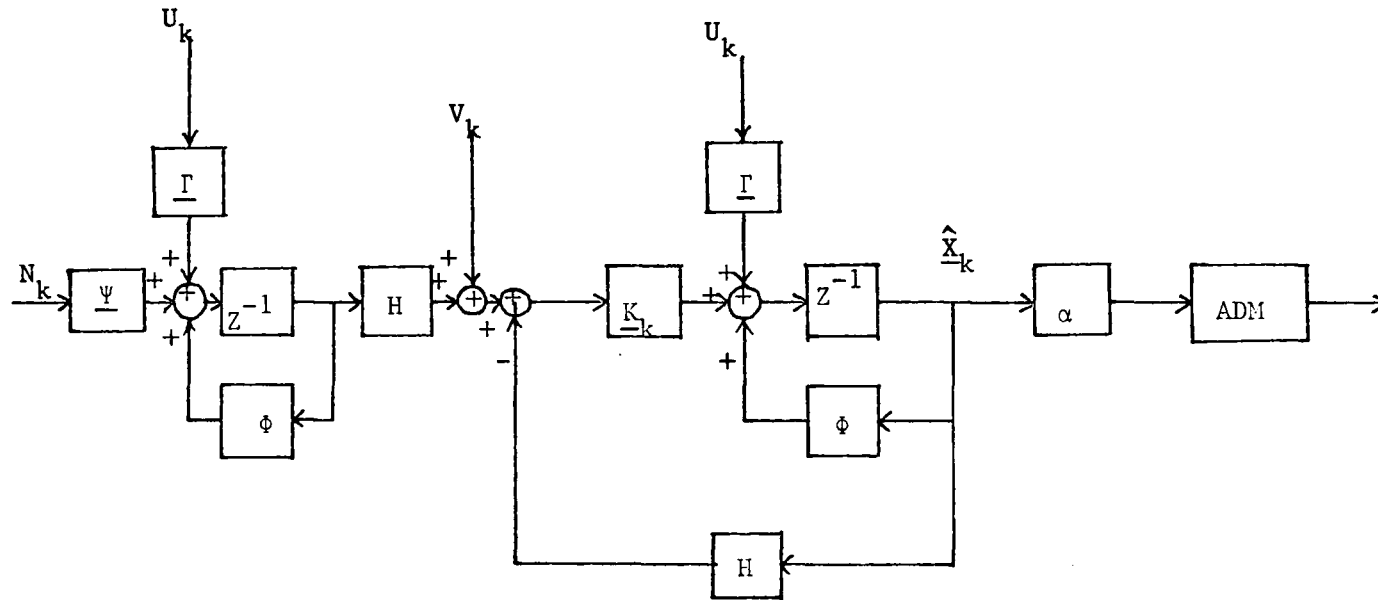 U_k
U_k
V_k
Γ
Γ
N_k
Ψ
+
+
+
+
Z^-1
H
+
+
+
+
+
-
K_k
+
+
+
+
Z^-1
X̂_k
α
ADM
Φ
Φ
H